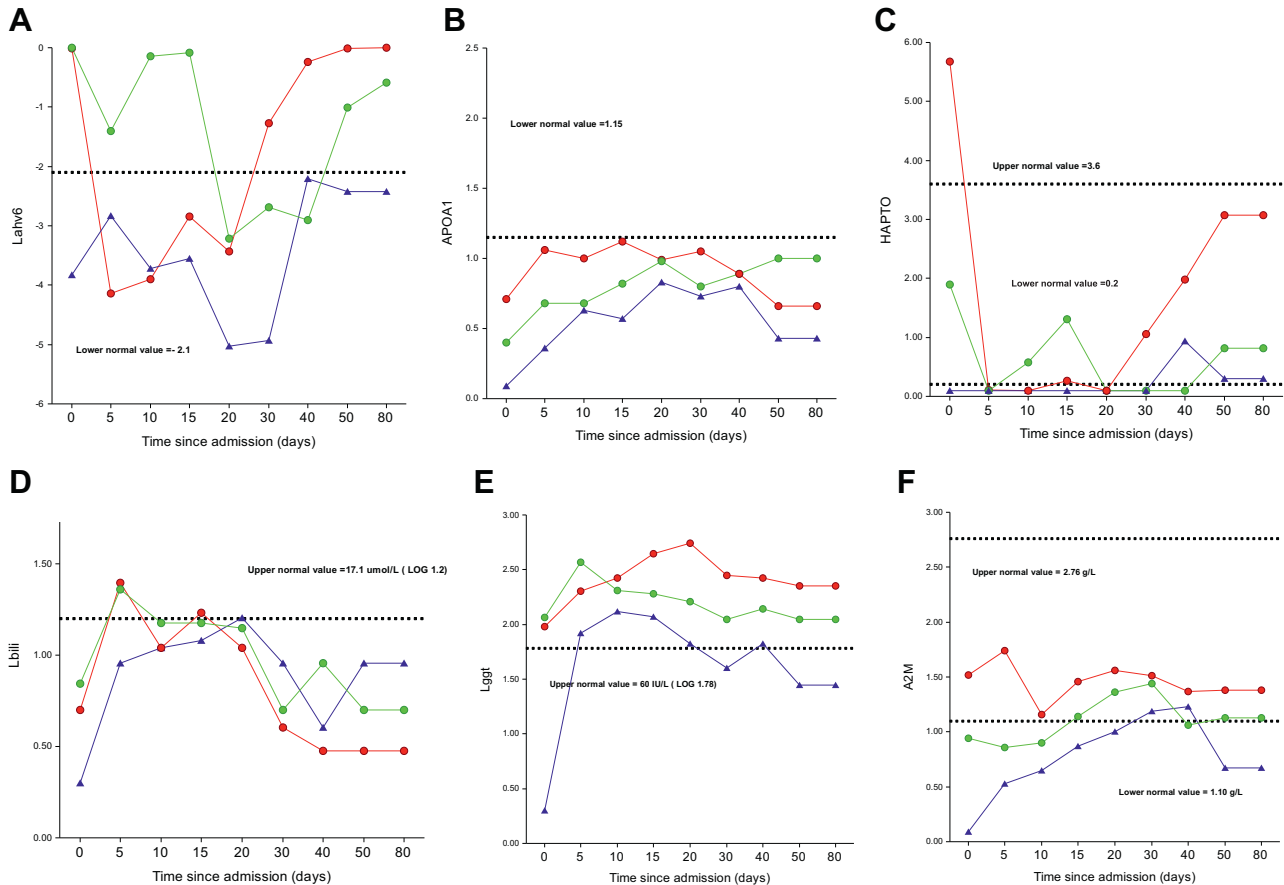 A
0
-1
-2
-3
-4
-5
-6
Lahv6
Lower normal value =- 2.1
0 5 10 15 20 30 40 50 80
Time since admission (days)
B
2.5
2.0
1.5
1.0
0.5
0.0
APOA1
Lower normal value =1.15
0 5 10 15 20 30 40 50 80
Time since admission (days)
C
6.00
5.00
4.00
3.00
2.00
1.00
0.00
HAPTO
Upper normal value =3.6
Lower normal value =0.2
0 5 10 15 20 30 40 50 80
Time since admission (days)
D
1.50
1.00
0.50
0.00
Lbili
Upper normal value =17.1 umol/L ( LOG 1.2)
0 5 10 15 20 30 40 50 80
Time since admission (days)
E
3.00
2.50
2.00
1.50
1.00
0.50
0.00
Lggt
Upper normal value = 60 IU/L ( LOG 1.78)
0 5 10 15 20 30 40 50 80
Time since admission (days)
F
3.00
2.50
2.00
1.50
1.00
0.50
0.00
A2M
Upper normal value = 2.76 g/L
Lower normal value = 1.10 g/L
0 5 10 15 20 30 40 50 80
Time since admission (days)